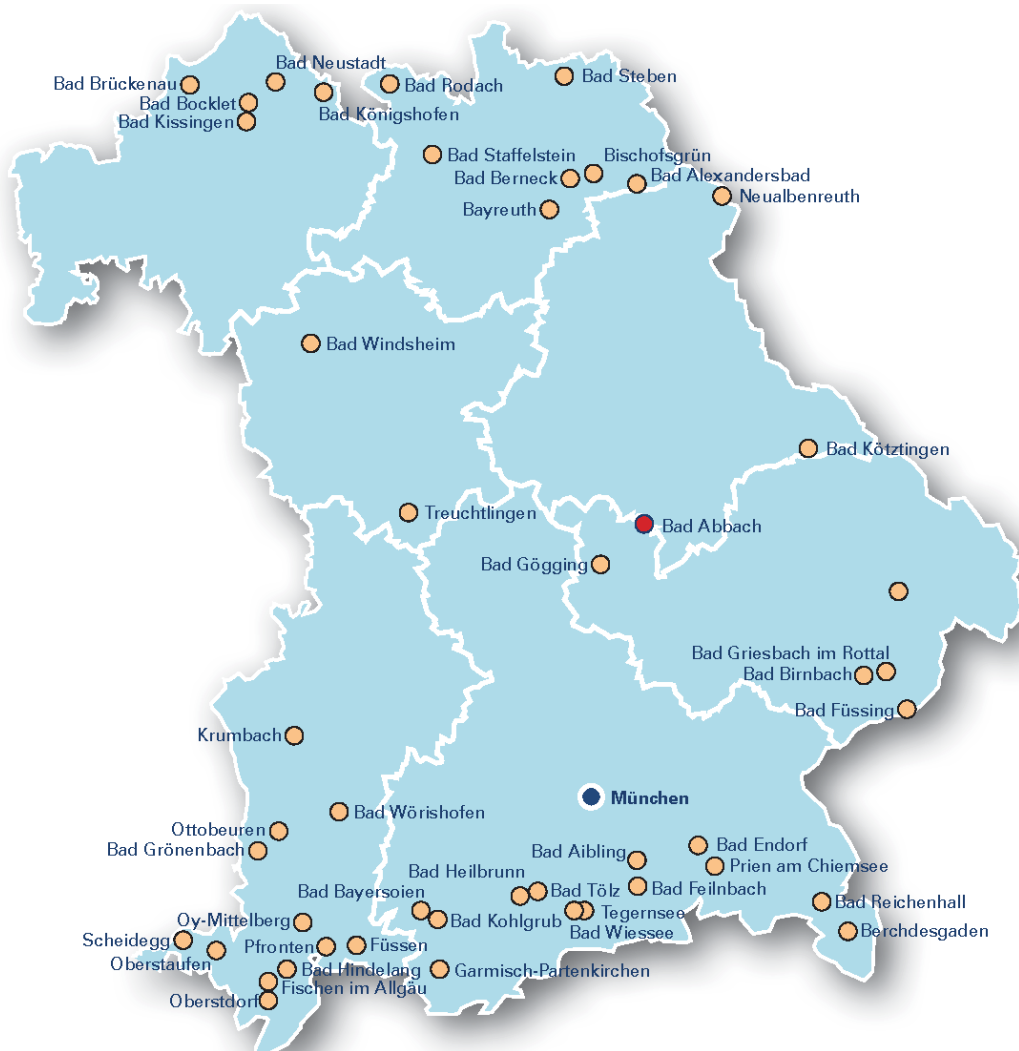 Bad Neustadt
Bad Brückenau
Bad Rodach
Bad Steben
Bad Bocklet
Bad Königshofen
Bad Kissingen
Bad Staffelstein
Bischofsgrün
Bad Berneck
Bad Alexandersbad
Neualbenreuth
Bayreuth
Bad Windsheim
Bad Kötztingen
Treuchtlingen
Bad Abbach
Bad Gögging
Bad Griesbach im Rottal
Bad Birnbach
Bad Füssing
Krumbach
München
Bad Wörishofen
Ottobeuren
Bad Endorf
Bad Grönenbach
Bad Aibling
Prien am Chiemsee
Bad Heilbrunn
Bad Tölz
Bad Feilnbach
Bad Bayersoien
Bad Reichenhall
Tegernsee
Oy-Mittelberg
Bad Kohlgrub
Bad Wiessee
Berchdesgaden
Scheidegg
Pfronten
Füssen
Oberstaufen
Bad Hindelang
Garmisch-Partenkirchen
Fischen im Allgäu
Oberstdorf